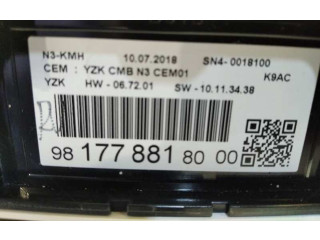 N3-KMH 10.07.2018 SN4-0018100
CEM : YZK CMB N3 CEM01 K9AC
YZK HW - 06.72.01 SW - 10.11.34.38
98 177 881 80 00